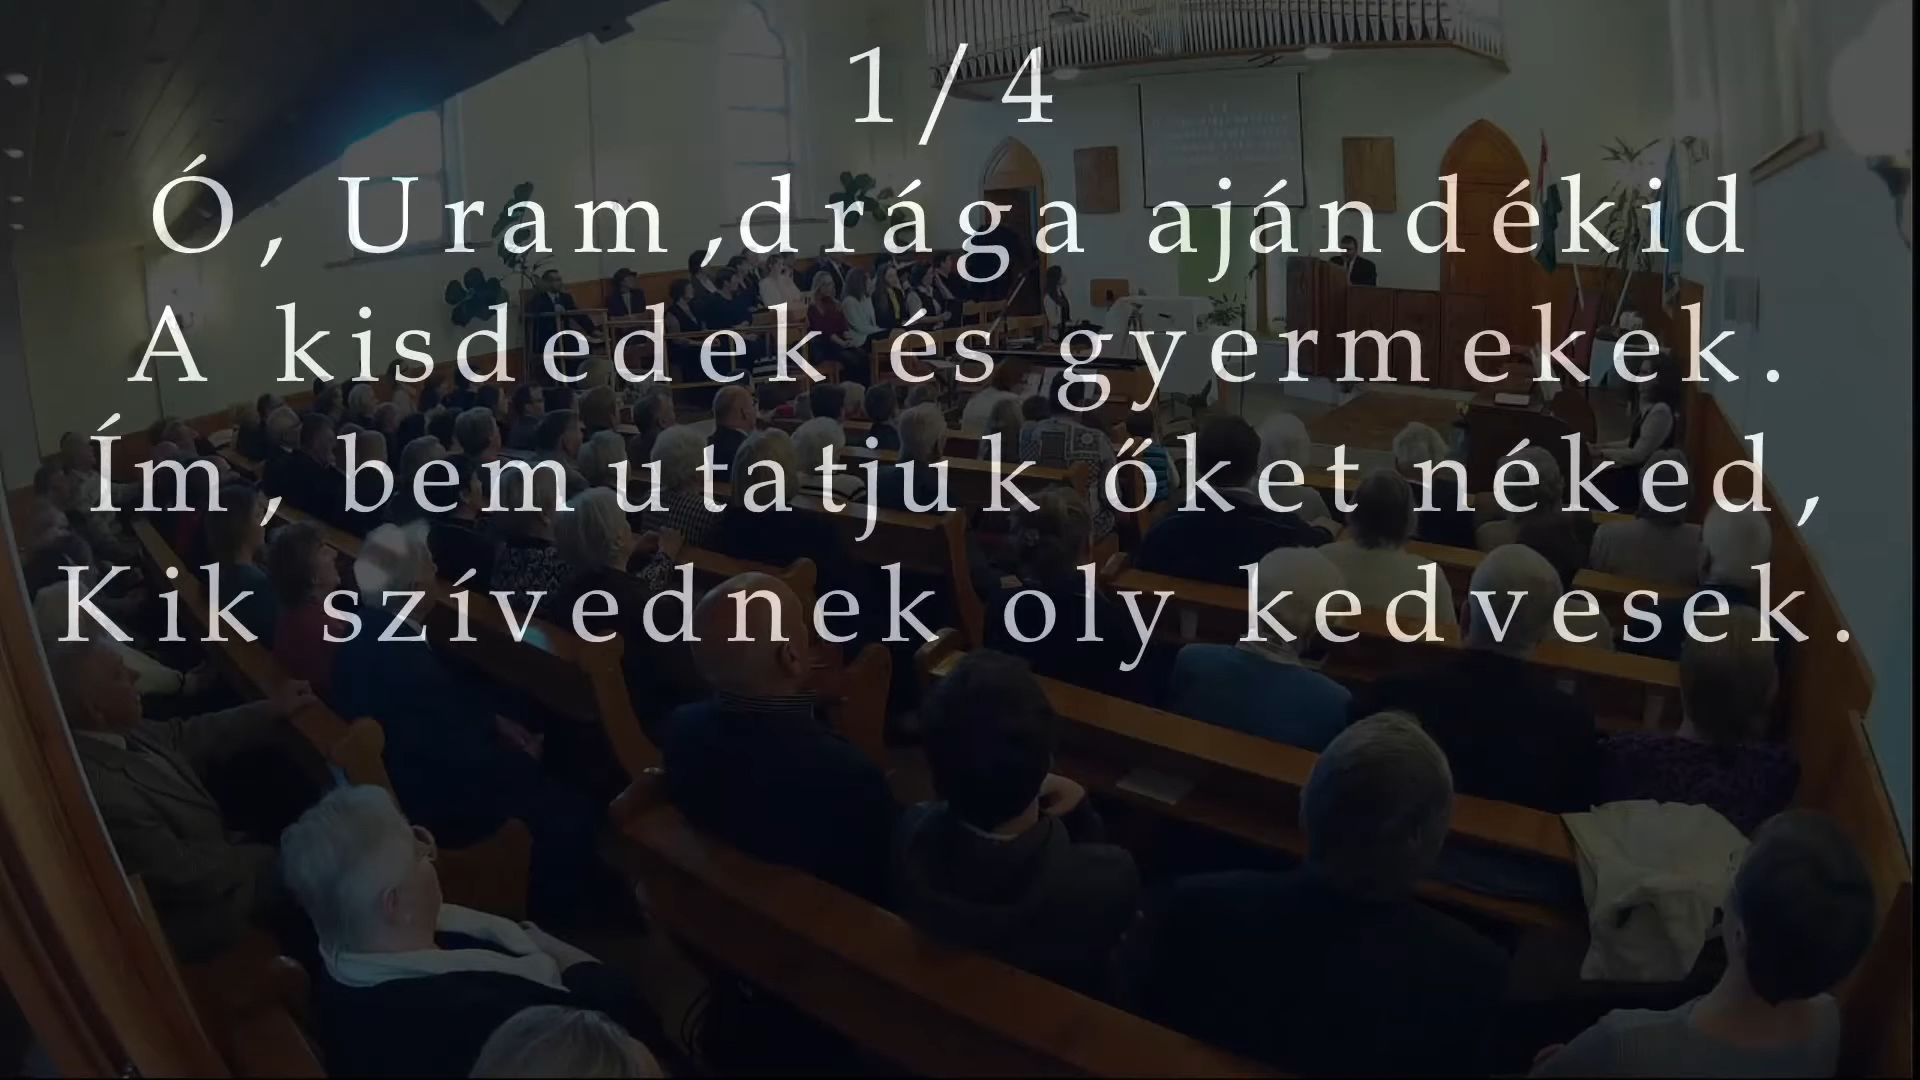 1/4
Ó, Uram,drága ajándékid
A kisdedek és gyermekek.
Ím, bemutatjuk őket néked,
Kik szívednek oly kedvesek.